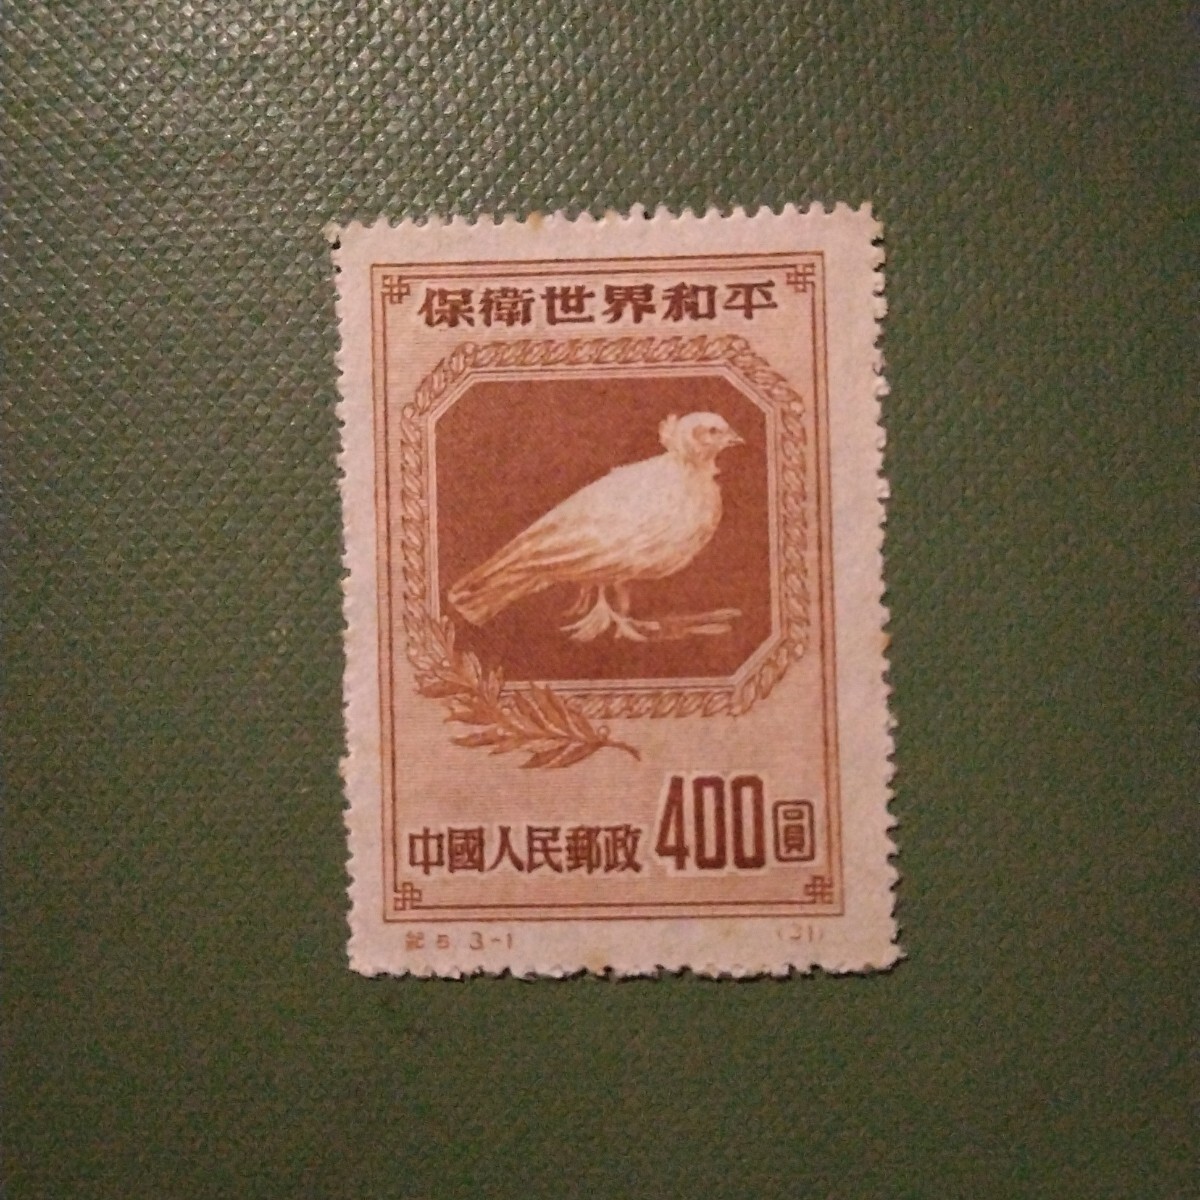 保衛世界和平
中國人民郵政 400圓
紀5 3-1 (31)